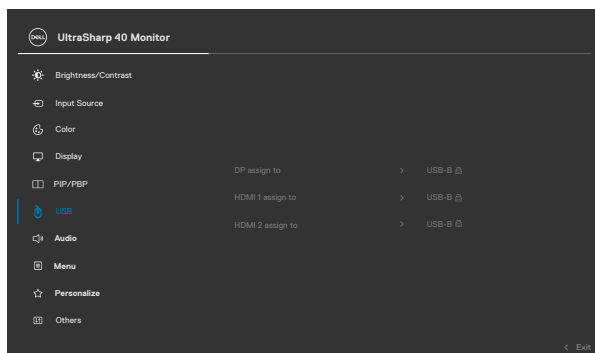 DELL UltraSharp 40 Monitor
Brightness/Contrast
Input Source
Color
Display
DP assign to > USB-B
PIP/PBP
HDMI 1 assign to > USB-B
USB
HDMI 2 assign to > USB-B
Audio
Menu
Personalize
Others
< Exit